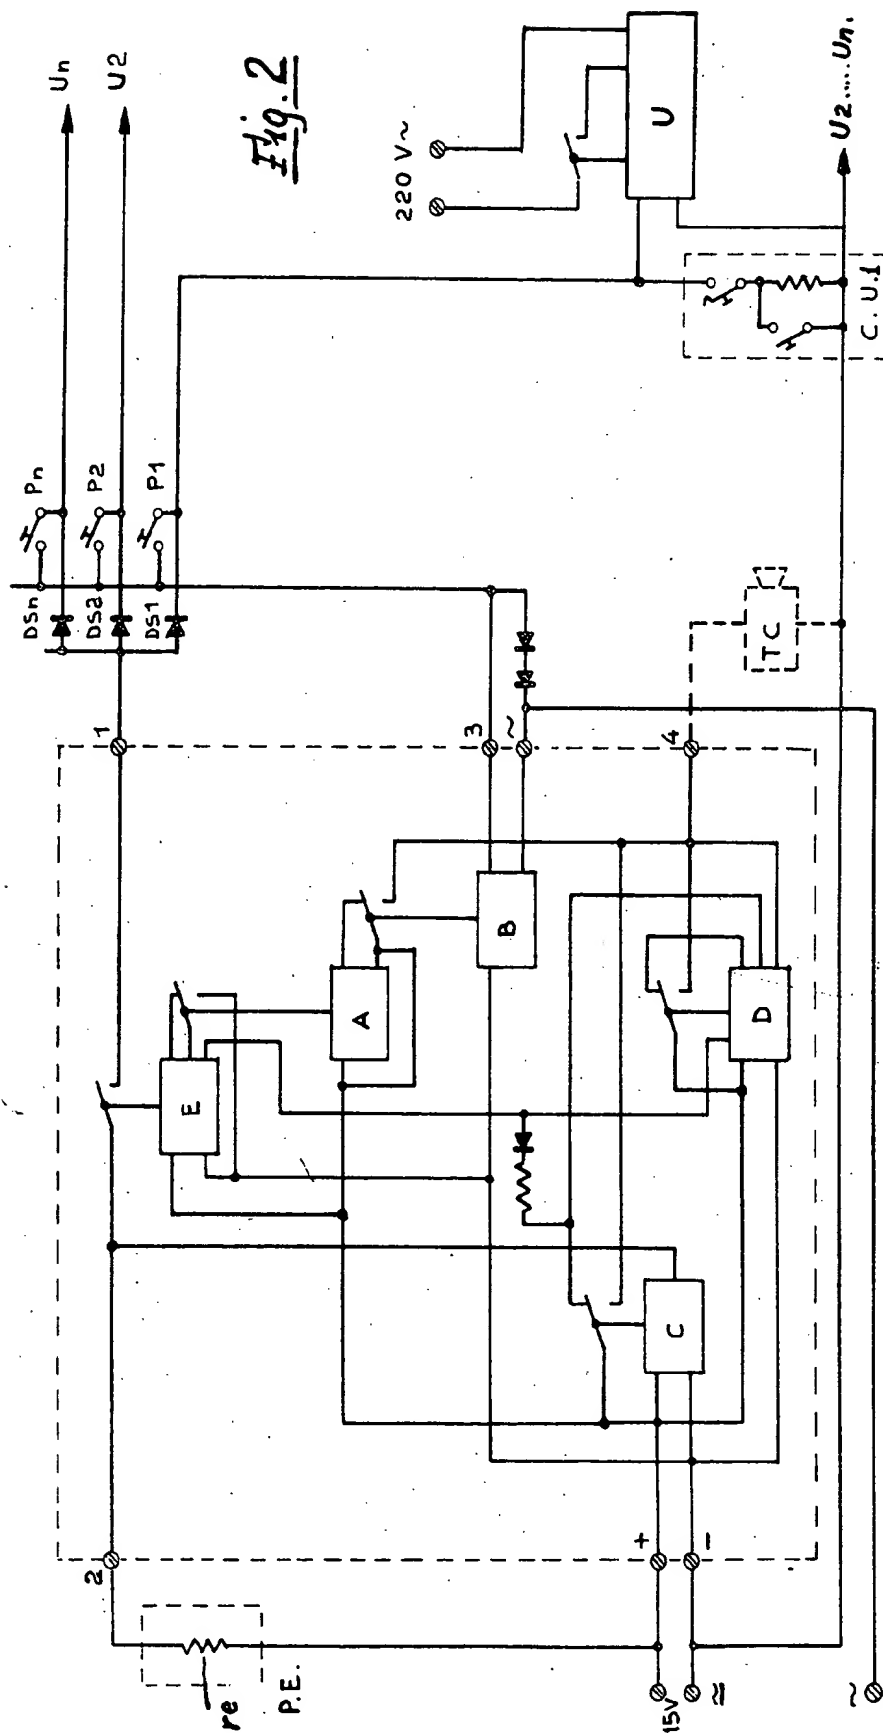 Un
U2
Fig. 2
220 V ~
U
U2.....Un.
C.U.1
Pn
P2
P1
DSn
DS2
DS1
TC
1
3
~
4
E
A
B
D
C
2
+
-
re
P.E.
15V
~